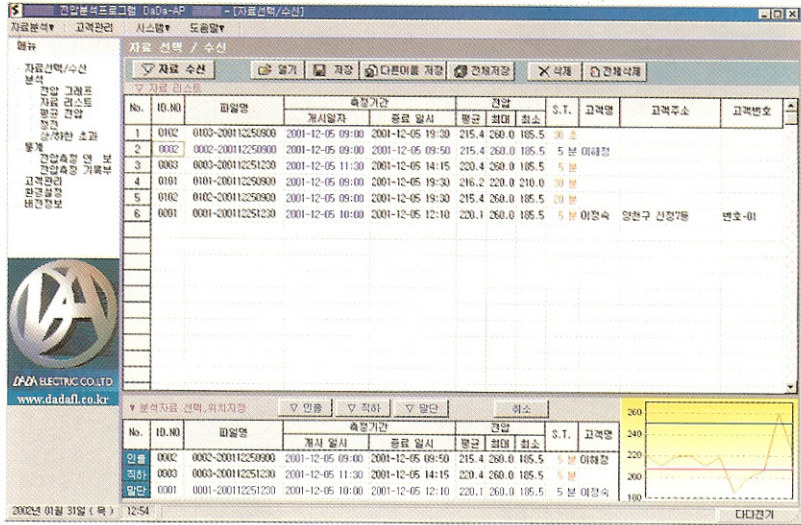 전압분석프로그램 DaDa-AP - [자료선택/수신]
자료분석▼ 고객관리 시스템▼ 도움말▼
메뉴
자료선택/수신
분석
전압 그래프
자료 리스트
평균 전압
정전
상/하한 초과
통계
전압측정 연 보
전압측정 기록부
고객관리
환경설정
버전정보
DADA ELECTRIC CO.LTD
www.dadafl.co.kr
자료 선택 / 수신
자료 수신 열기 저장 다른이름 저장 전체저장 삭제 전체삭제
▽ 자료 리스트
No. ID.NO 파일명 측정기간 전압 S.T. 고객명 고객주소 고객번호
개시일자 종료 일시 평균 최대 최소
1 0102 0103-200112250900 2001-12-05 09:00 2001-12-05 19:30 215.4 260.0 185.5 30 초
2 0002 0002-200112250900 2001-12-05 09:00 2001-12-05 09:50 215.4 260.0 185.5 5 분 이해정
3 0003 0003-200112251230 2001-12-05 11:30 2001-12-05 14:15 220.4 260.0 185.5 5 분
4 0101 0101-200112250900 2001-12-05 09:00 2001-12-05 19:30 216.2 220.0 210.0 30 분
5 0102 0102-200112250900 2001-12-05 09:00 2001-12-05 19:30 215.4 260.0 185.5 20 분
6 0001 0001-200112251230 2001-12-05 10:00 2001-12-05 12:10 220.1 260.0 185.5 5 분 이정숙 양천구 신정7동 변호-01
▼ 분석자료 선택,위치지정 ▽ 인출 ▽ 직하 ▽ 말단 취소
No. ID.NO 파일명 측정기간 전압 S.T. 고객명
개시 일시 종료 일시 평균 최대 최소
인출 0002 0002-200112250900 2001-12-05 09:00 2001-12-05 09:50 215.4 260.0 185.5 5 분 이해정
직하 0003 0003-200112251230 2001-12-05 11:30 2001-12-05 14:15 220.4 260.0 185.5 5 분
말단 0001 0001-200112251230 2001-12-05 10:00 2001-12-05 12:10 220.1 260.0 185.5 5 분 이정숙
260
240
220
200
180
2002년 01월 31일 ( 목 ) 12:54 다다전기